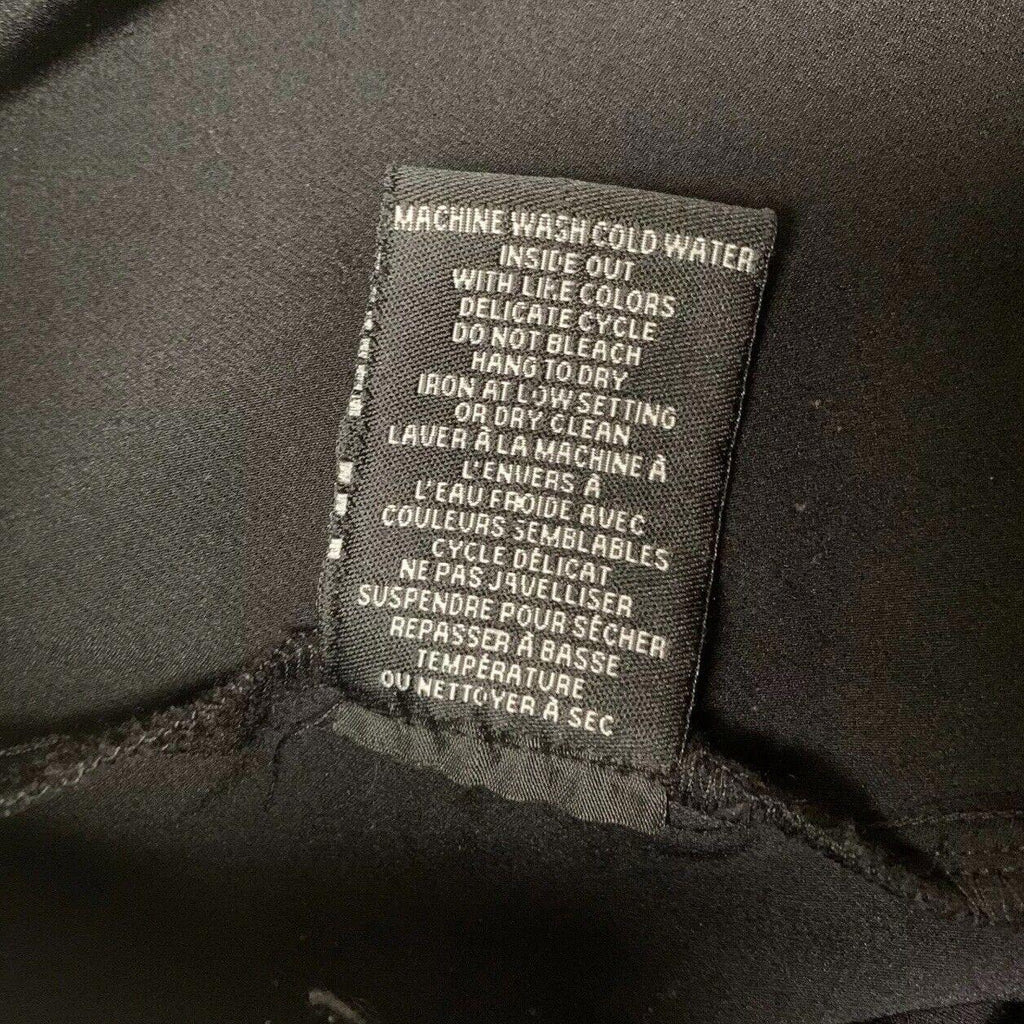 MACHINE WASH COLD WATER
INSIDE OUT
WITH LIKE COLORS
DELICATE CYCLE
DO NOT BLEACH
HANG TO DRY
IRON AT LOW SETTING
OR DRY CLEAN
LAVER À LA MACHINE À
L'ENVERS À
L'EAU FROIDE AVEC
COULEURS SEMBLABLES
CYCLE DÉLICAT
NE PAS JAVELLISER
SUSPENDRE POUR SÉCHER
REPASSER À BASSE
TEMPÉRATURE
OU NETTOYER À SEC